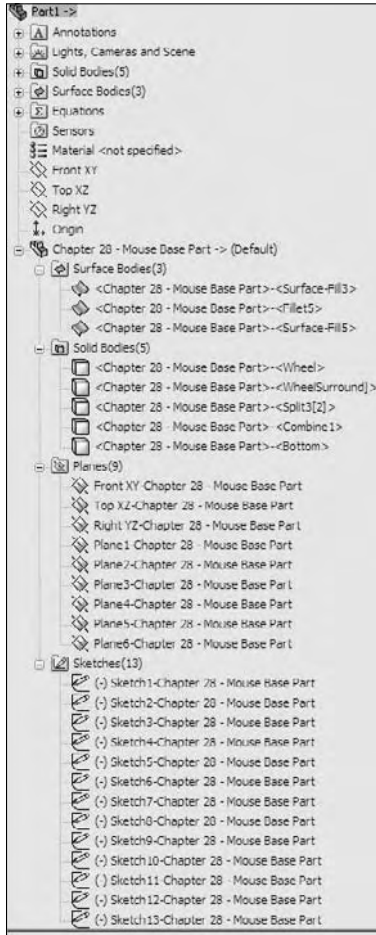 Part1 ->
Annotations
Lights, Cameras and Scene
Solid Bodies(5)
Surface Bodies(3)
Equations
Sensors
Material <not specified>
Front XY
Top XZ
Right YZ
Origin
Chapter 28 - Mouse Base Part -> (Default)
Surface Bodies(3)
<Chapter 28 - Mouse Base Part>-<Surface-Fill3>
<Chapter 28 - Mouse Base Part>-<Fillet5>
<Chapter 28 - Mouse Base Part>-<Surface-Fill5>
Solid Bodies(5)
<Chapter 28 - Mouse Base Part>-<Wheel>
<Chapter 28 - Mouse Base Part>-<WheelSurround]>
<Chapter 28 - Mouse Base Part>-<Split3[2]>
<Chapter 28 - Mouse Base Part>-<Combine1>
<Chapter 28 - Mouse Base Part>-<Bottom>
Planes(9)
Front XY-Chapter 28 - Mouse Base Part
Top XZ-Chapter 28 - Mouse Base Part
Right YZ-Chapter 28 - Mouse Base Part
Plane1-Chapter 28 - Mouse Base Part
Plane2-Chapter 28 - Mouse Base Part
Plane3-Chapter 28 - Mouse Base Part
Plane4-Chapter 28 - Mouse Base Part
Plane5-Chapter 28 - Mouse Base Part
Plane6-Chapter 28 - Mouse Base Part
Sketches(13)
(-) Sketch1-Chapter 28 - Mouse Base Part
(-) Sketch2-Chapter 28 - Mouse Base Part
(-) Sketch3-Chapter 28 - Mouse Base Part
(-) Sketch4-Chapter 28 - Mouse Base Part
(-) Sketch5-Chapter 28 - Mouse Base Part
(-) Sketch6-Chapter 28 - Mouse Base Part
(-) Sketch7-Chapter 28 - Mouse Base Part
(-) Sketch8-Chapter 28 - Mouse Base Part
(-) Sketch9-Chapter 28 - Mouse Base Part
(-) Sketch10-Chapter 28 - Mouse Base Part
(-) Sketch11-Chapter 28 - Mouse Base Part
(-) Sketch12-Chapter 28 - Mouse Base Part
(-) Sketch13-Chapter 28 - Mouse Base Part